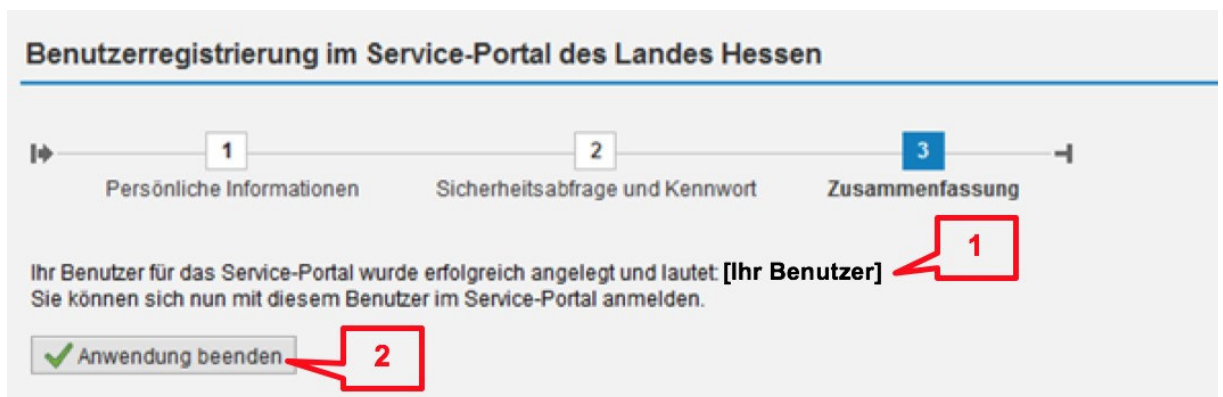 Benutzerregistrierung im Service-Portal des Landes Hessen
1 2 3
Persönliche Informationen Sicherheitsabfrage und Kennwort Zusammenfassung
1
Ihr Benutzer für das Service-Portal wurde erfolgreich angelegt und lautet: [Ihr Benutzer]
Sie können sich nun mit diesem Benutzer im Service-Portal anmelden.
Anwendung beenden 2